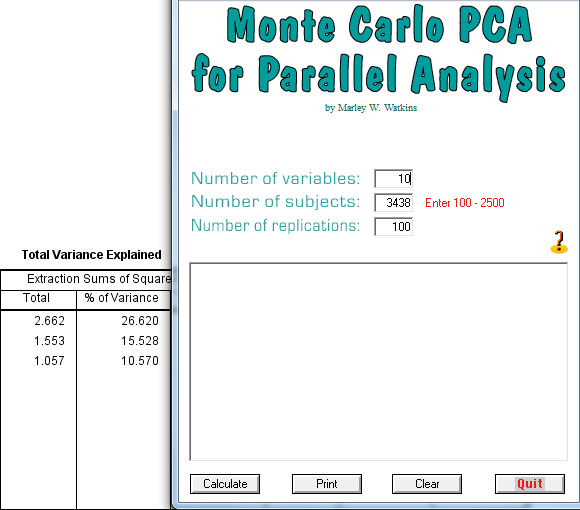 Monte Carlo PCA
for Parallel Analysis
by Marley W. Watkins
Number of variables: 10
Number of subjects: 3438 Enter 100 - 2500
Number of replications: 100
?
Total Variance Explained
Extraction Sums of Square
Total % of Variance
2.662 26.620
1.553 15.528
1.057 10.570
Calculate Print Clear Quit